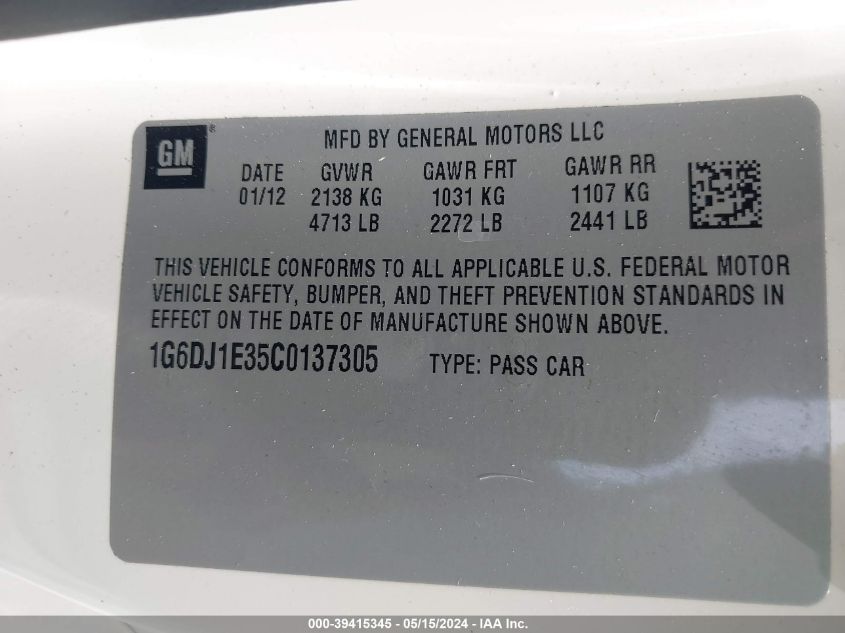 GM®
MFD BY GENERAL MOTORS LLC
DATE GVWR GAWR FRT GAWR RR
01/12 2138 KG 1031 KG 1107 KG
4713 LB 2272 LB 2441 LB
THIS VEHICLE CONFORMS TO ALL APPLICABLE U.S. FEDERAL MOTOR
VEHICLE SAFETY, BUMPER, AND THEFT PREVENTION STANDARDS IN
EFFECT ON THE DATE OF MANUFACTURE SHOWN ABOVE.
1G6DJ1E35C0137305 TYPE: PASS CAR
000-39415345 - 05/15/2024 - IAA Inc.